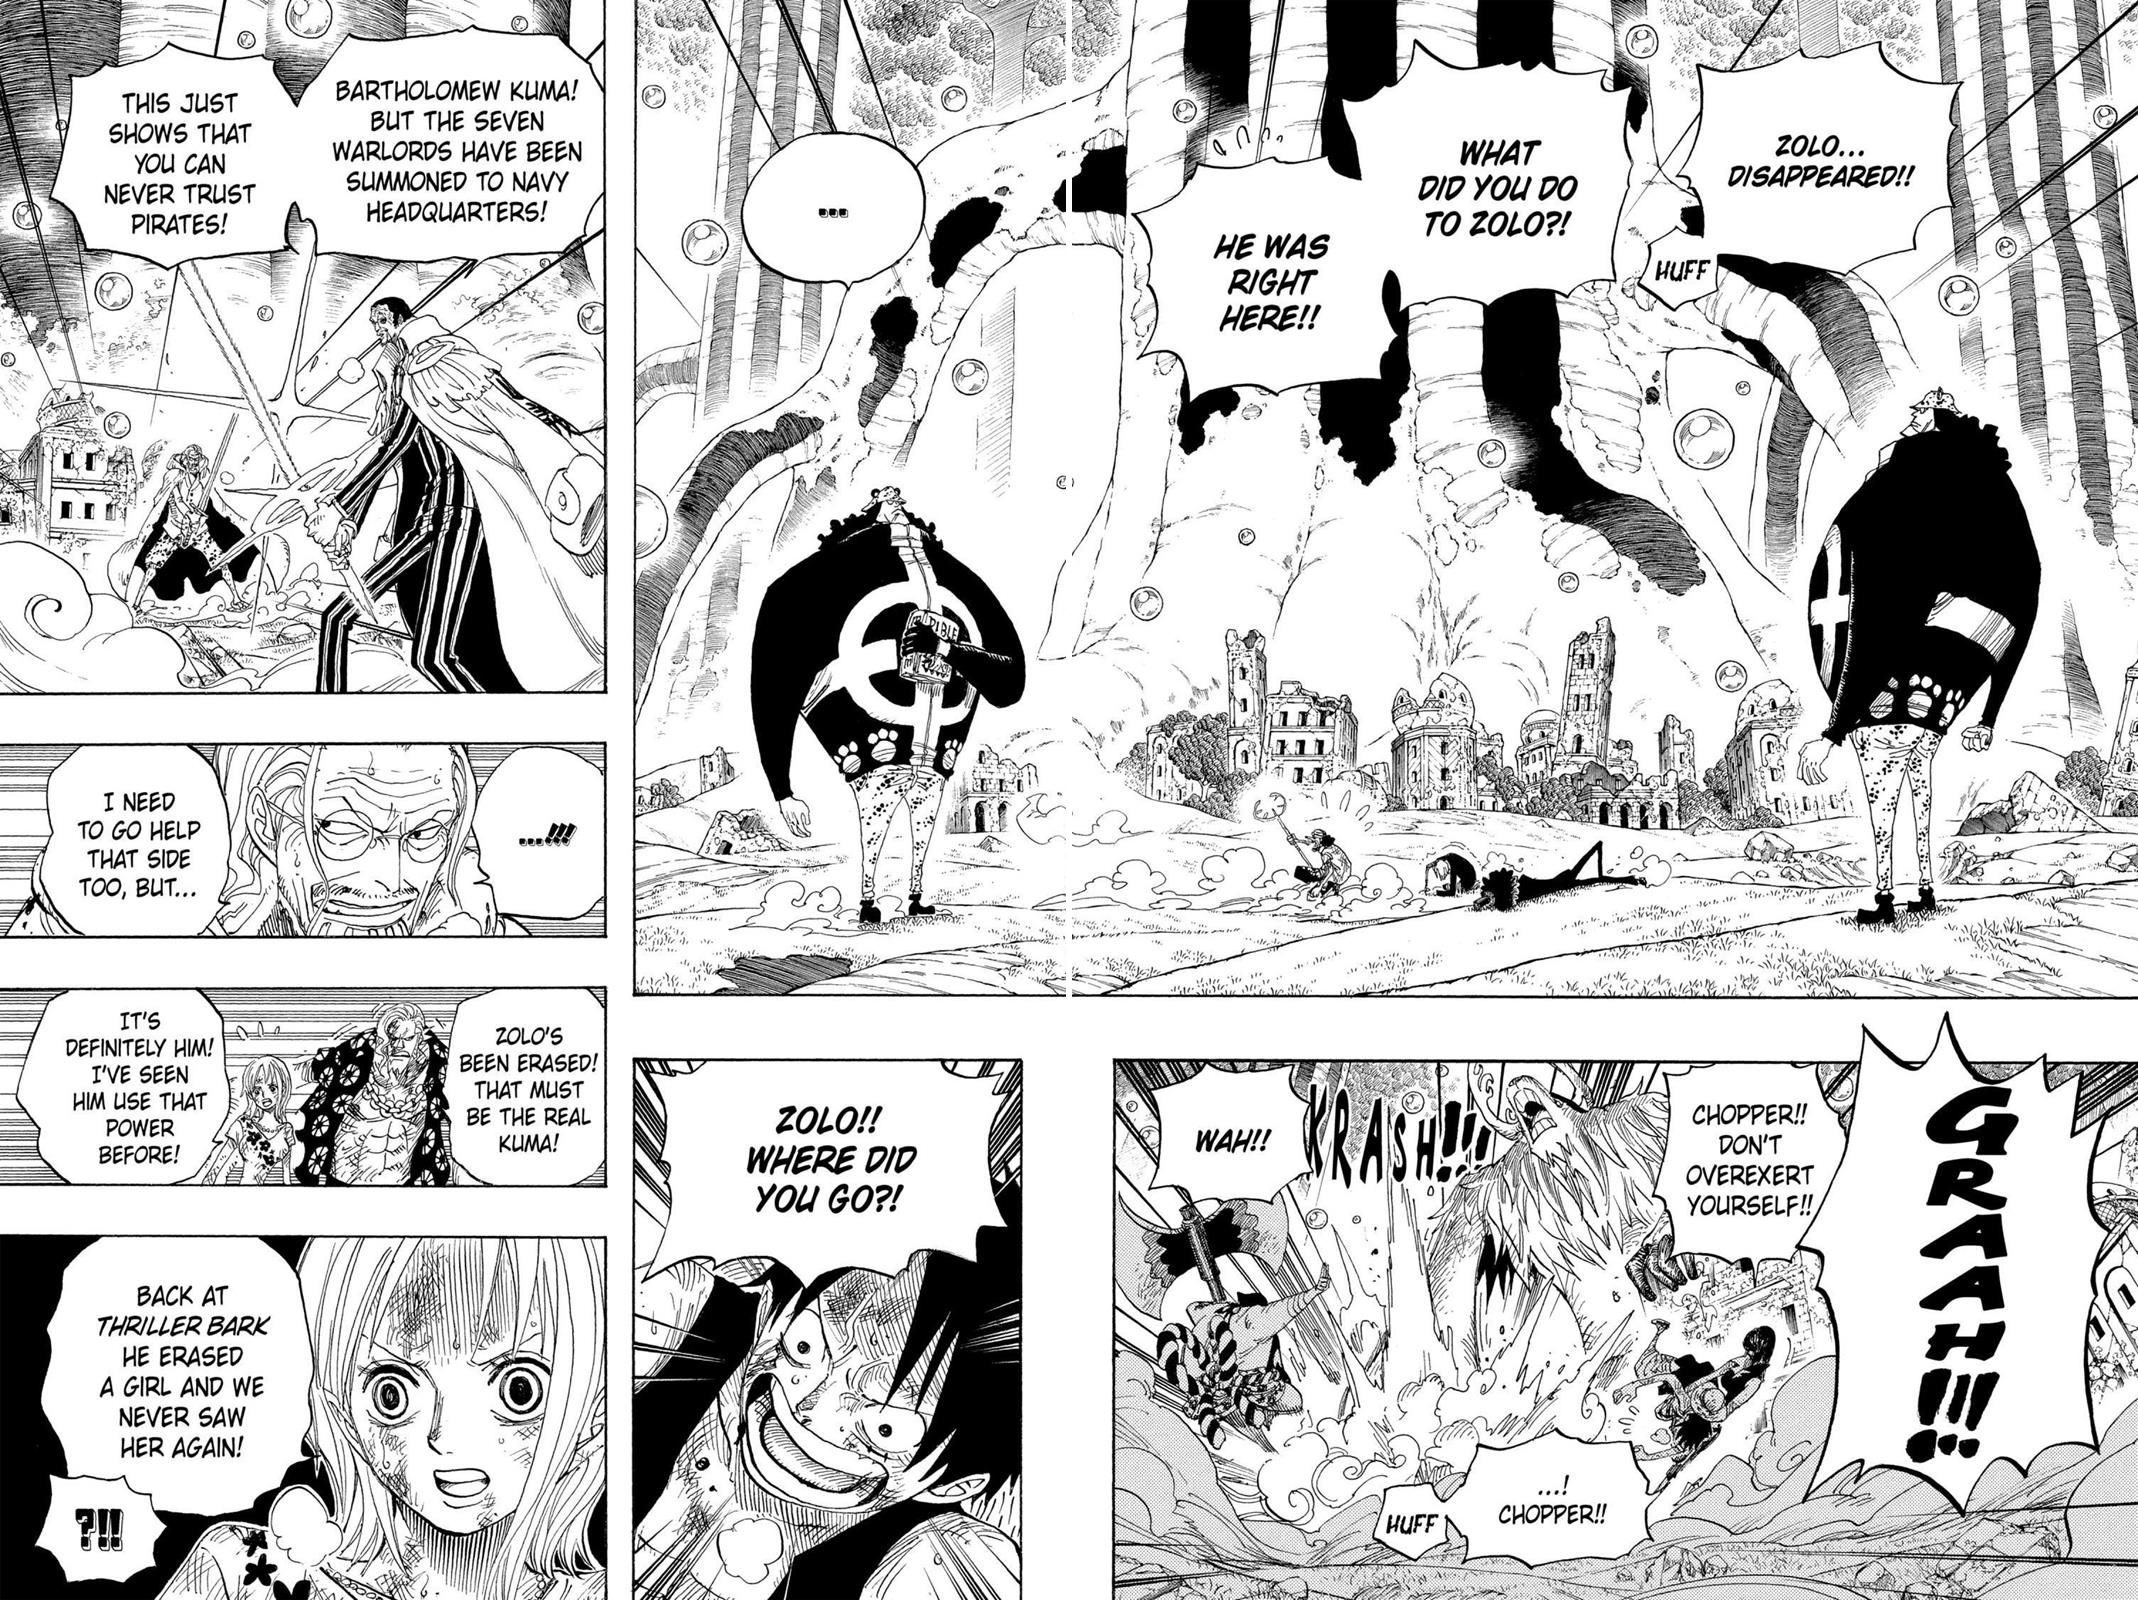 ZOLO...
DISAPPEARED!!
HUFF
WHAT
DID YOU DO
TO ZOLO?!
HE WAS
RIGHT
HERE!!
...
BIBLE
GRAAH!!!
CHOPPER!!
DON'T
OVEREXERT
YOURSELF!!
KRASH!!!
WAH!!
...!
CHOPPER!!
HUFF
ZOLO!!
WHERE DID
YOU GO?!
BARTHOLOMEW KUMA!
BUT THE SEVEN
WARLORDS HAVE BEEN
SUMMONED TO NAVY
HEADQUARTERS!
THIS JUST
SHOWS THAT
YOU CAN
NEVER TRUST
PIRATES!
...!!!
I NEED
TO GO HELP
THAT SIDE
TOO, BUT...
ZOLO'S
BEEN ERASED!
THAT MUST
BE THE REAL
KUMA!
IT'S
DEFINITELY HIM!
I'VE SEEN
HIM USE THAT
POWER
BEFORE!
BACK AT
THRILLER BARK
HE ERASED
A GIRL AND WE
NEVER SAW
HER AGAIN!
?!!